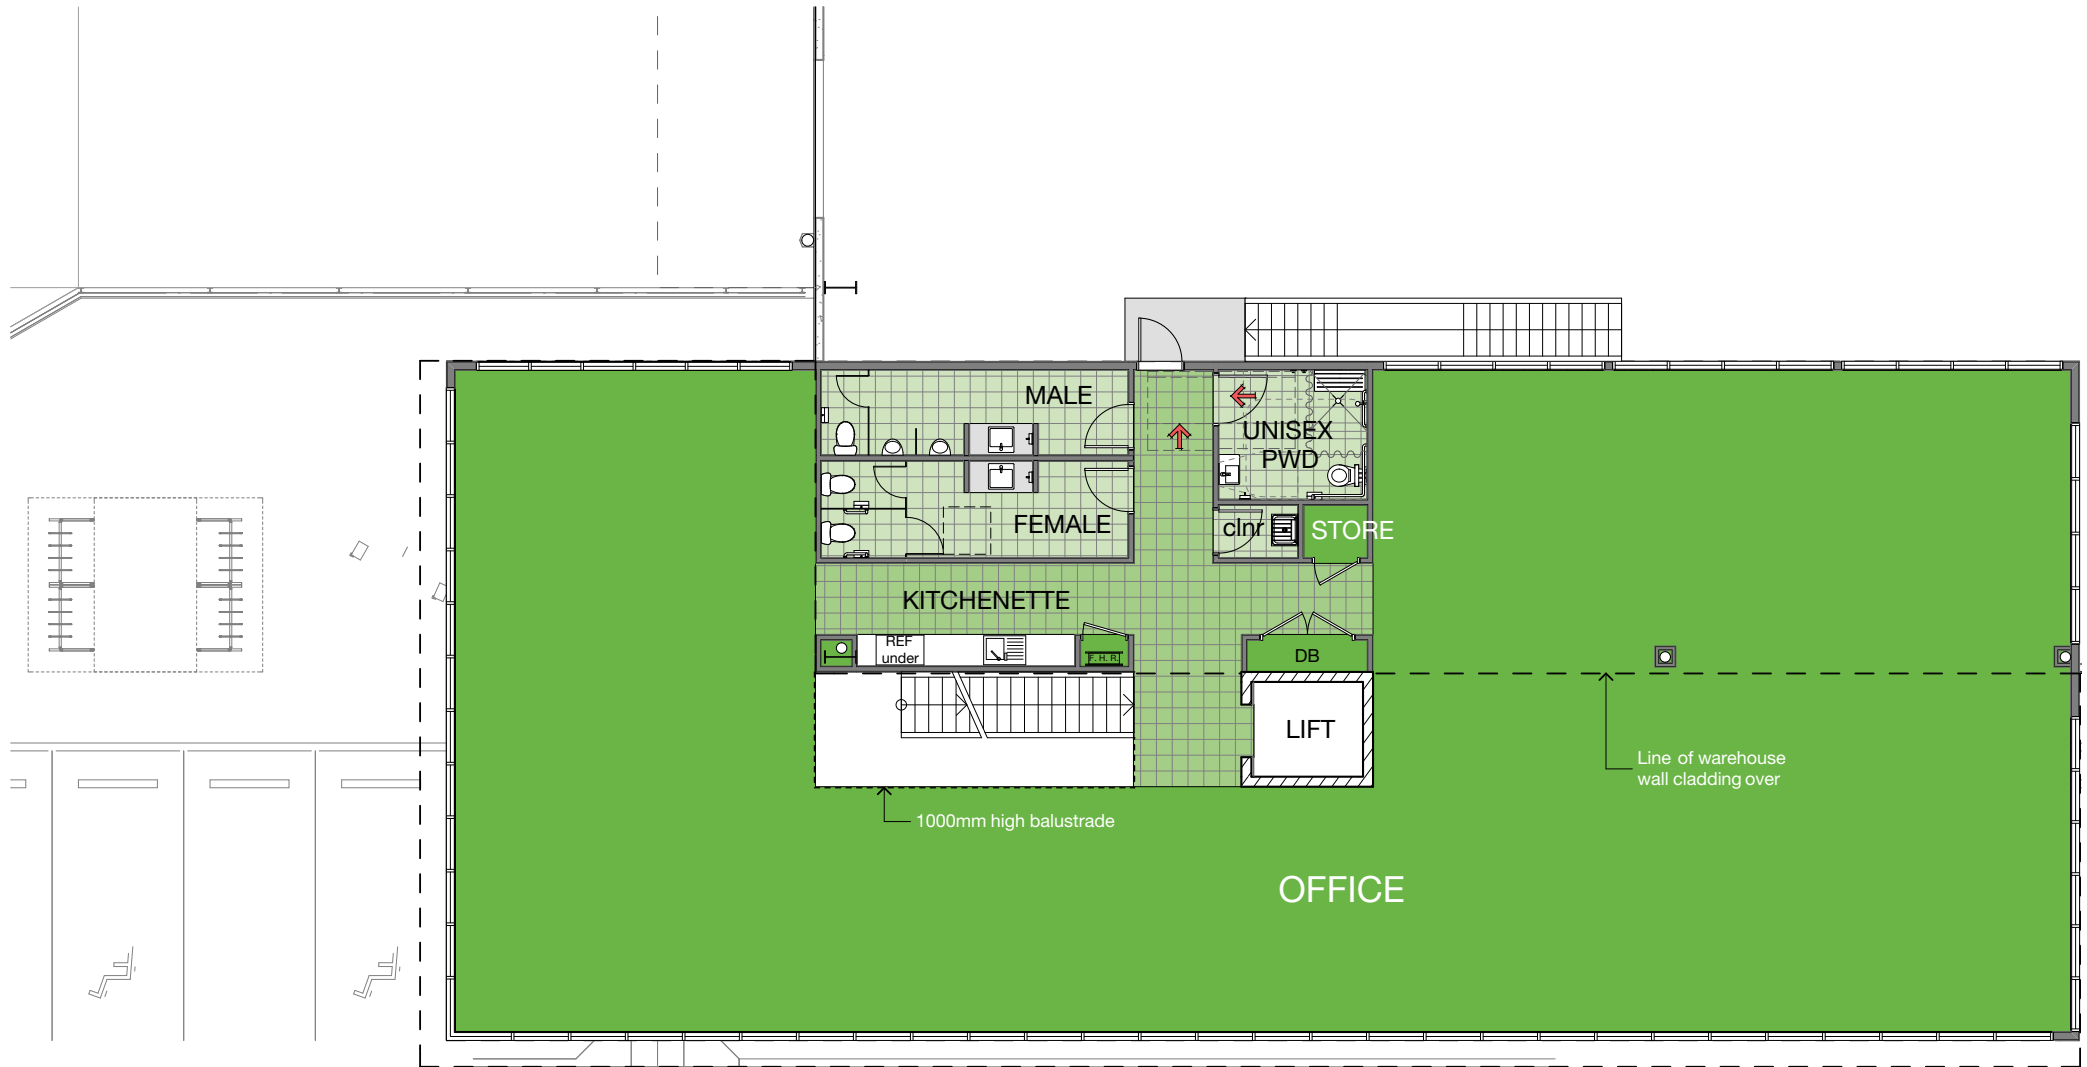 MALE
UNISEX
PWD
FEMALE
clnr
STORE
KITCHENETTE
REF
under
F. H. R.
DB
LIFT
Line of warehouse
wall cladding over
1000mm high balustrade
OFFICE